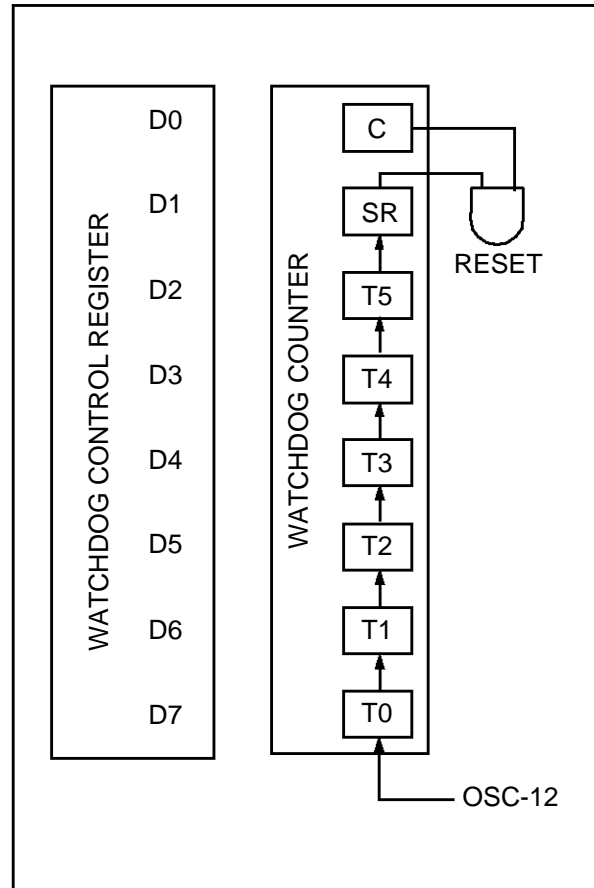 WATCHDOG CONTROL REGISTER
D0
D1
D2
D3
D4
D5
D6
D7
WATCHDOG COUNTER
C
SR
T5
T4
T3
T2
T1
T0
RESET
OSC-12